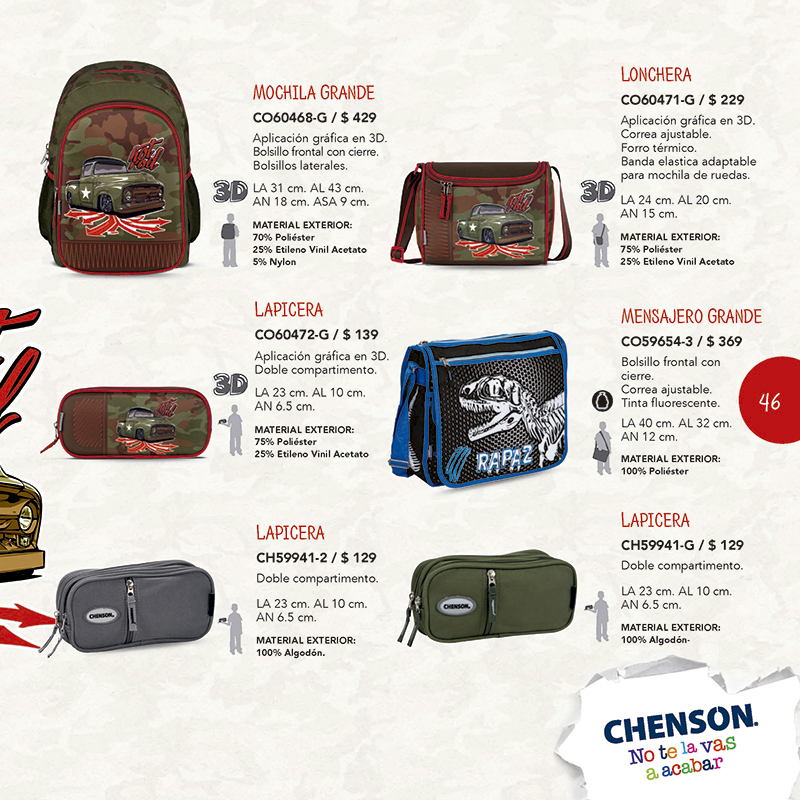 MOCHILA GRANDE
CO60468-G / $ 429
Aplicación gráfica en 3D.
Bolsillo frontal con cierre.
Bolsillos laterales.
3D
LA 31 cm. AL 43 cm.
AN 18 cm. ASA 9 cm.
MATERIAL EXTERIOR:
70% Poliéster
25% Etileno Vinil Acetato
5% Nylon
LONCHERA
CO60471-G / $ 229
Aplicación gráfica en 3D.
Correa ajustable.
Forro térmico.
Banda elastica adaptable
para mochila de ruedas.
3D
LA 24 cm. AL 20 cm.
AN 15 cm.
MATERIAL EXTERIOR:
75% Poliéster
25% Etileno Vinil Acetato
LAPICERA
CO60472-G / $ 139
Aplicación gráfica en 3D.
Doble compartimento.
3D
LA 23 cm. AL 10 cm.
AN 6.5 cm.
MATERIAL EXTERIOR:
75% Poliéster
25% Etileno Vinil Acetato
MENSAJERO GRANDE
CO59654-3 / $ 369
Bolsillo frontal con
cierre.
Correa ajustable.
Tinta fluorescente.
LA 40 cm. AL 32 cm.
AN 12 cm.
MATERIAL EXTERIOR:
100% Poliéster
RAPAZ
46
LAPICERA
CH59941-2 / $ 129
Doble compartimento.
LA 23 cm. AL 10 cm.
AN 6.5 cm.
MATERIAL EXTERIOR:
100% Algodón.
CHENSON.
LAPICERA
CH59941-G / $ 129
Doble compartimento.
LA 23 cm. AL 10 cm.
AN 6.5 cm.
MATERIAL EXTERIOR:
100% Algodón-
CHENSON.
CHENSON.
No te la vas
a acabar